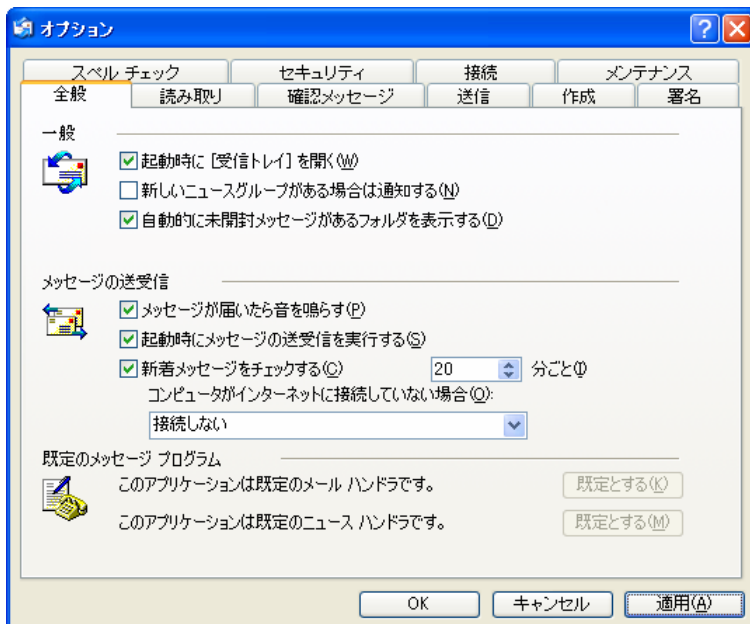 オプション
スペル チェック セキュリティ 接続 メンテナンス
全般 読み取り 確認メッセージ 送信 作成 署名
一般
起動時に [受信トレイ] を開く(W)
新しいニュースグループがある場合は通知する(N)
自動的に未開封メッセージがあるフォルダを表示する(D)
メッセージの送受信
メッセージが届いたら音を鳴らす(P)
起動時にメッセージの送受信を実行する(S)
新着メッセージをチェックする(C) 20 分ごと(I)
コンピュータがインターネットに接続していない場合(O):
接続しない
既定のメッセージ プログラム
このアプリケーションは既定のメール ハンドラです。 既定とする(K)
このアプリケーションは既定のニュース ハンドラです。 既定とする(M)
OK キャンセル 適用(A)